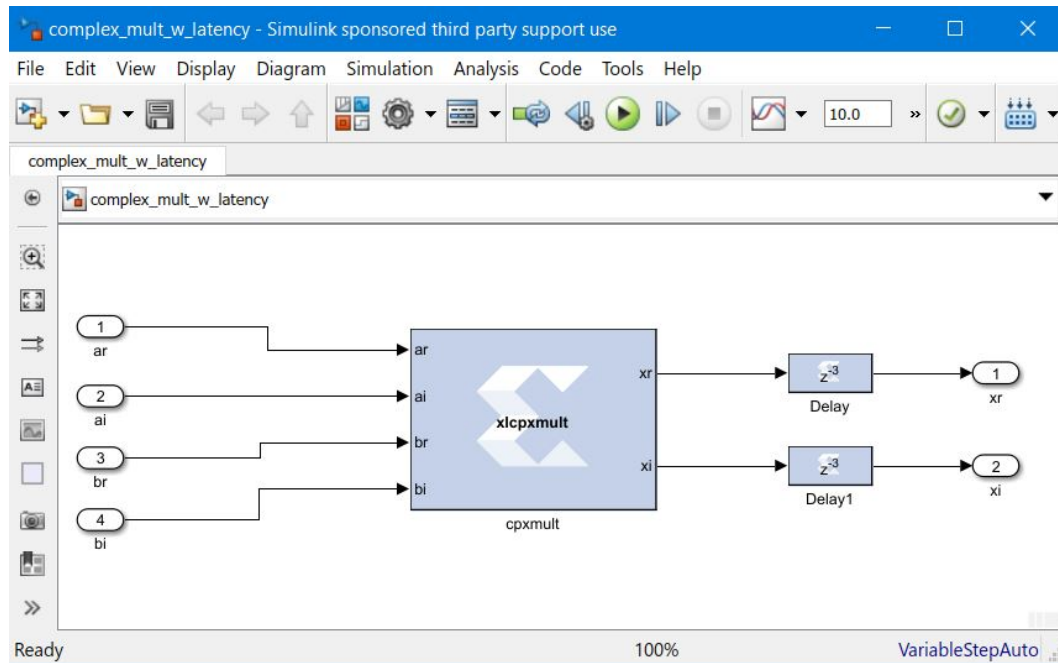 complex_mult_w_latency - Simulink sponsored third party support use
File Edit View Display Diagram Simulation Analysis Code Tools Help
10.0 »
complex_mult_w_latency
complex_mult_w_latency
1
ar
2
ai
3
br
4
bi
ar
ai
br
bi
xlcpxmult
xr
xi
cpxmult
z-3
Delay
z-3
Delay1
1
xr
2
xi
Ready 100% VariableStepAuto